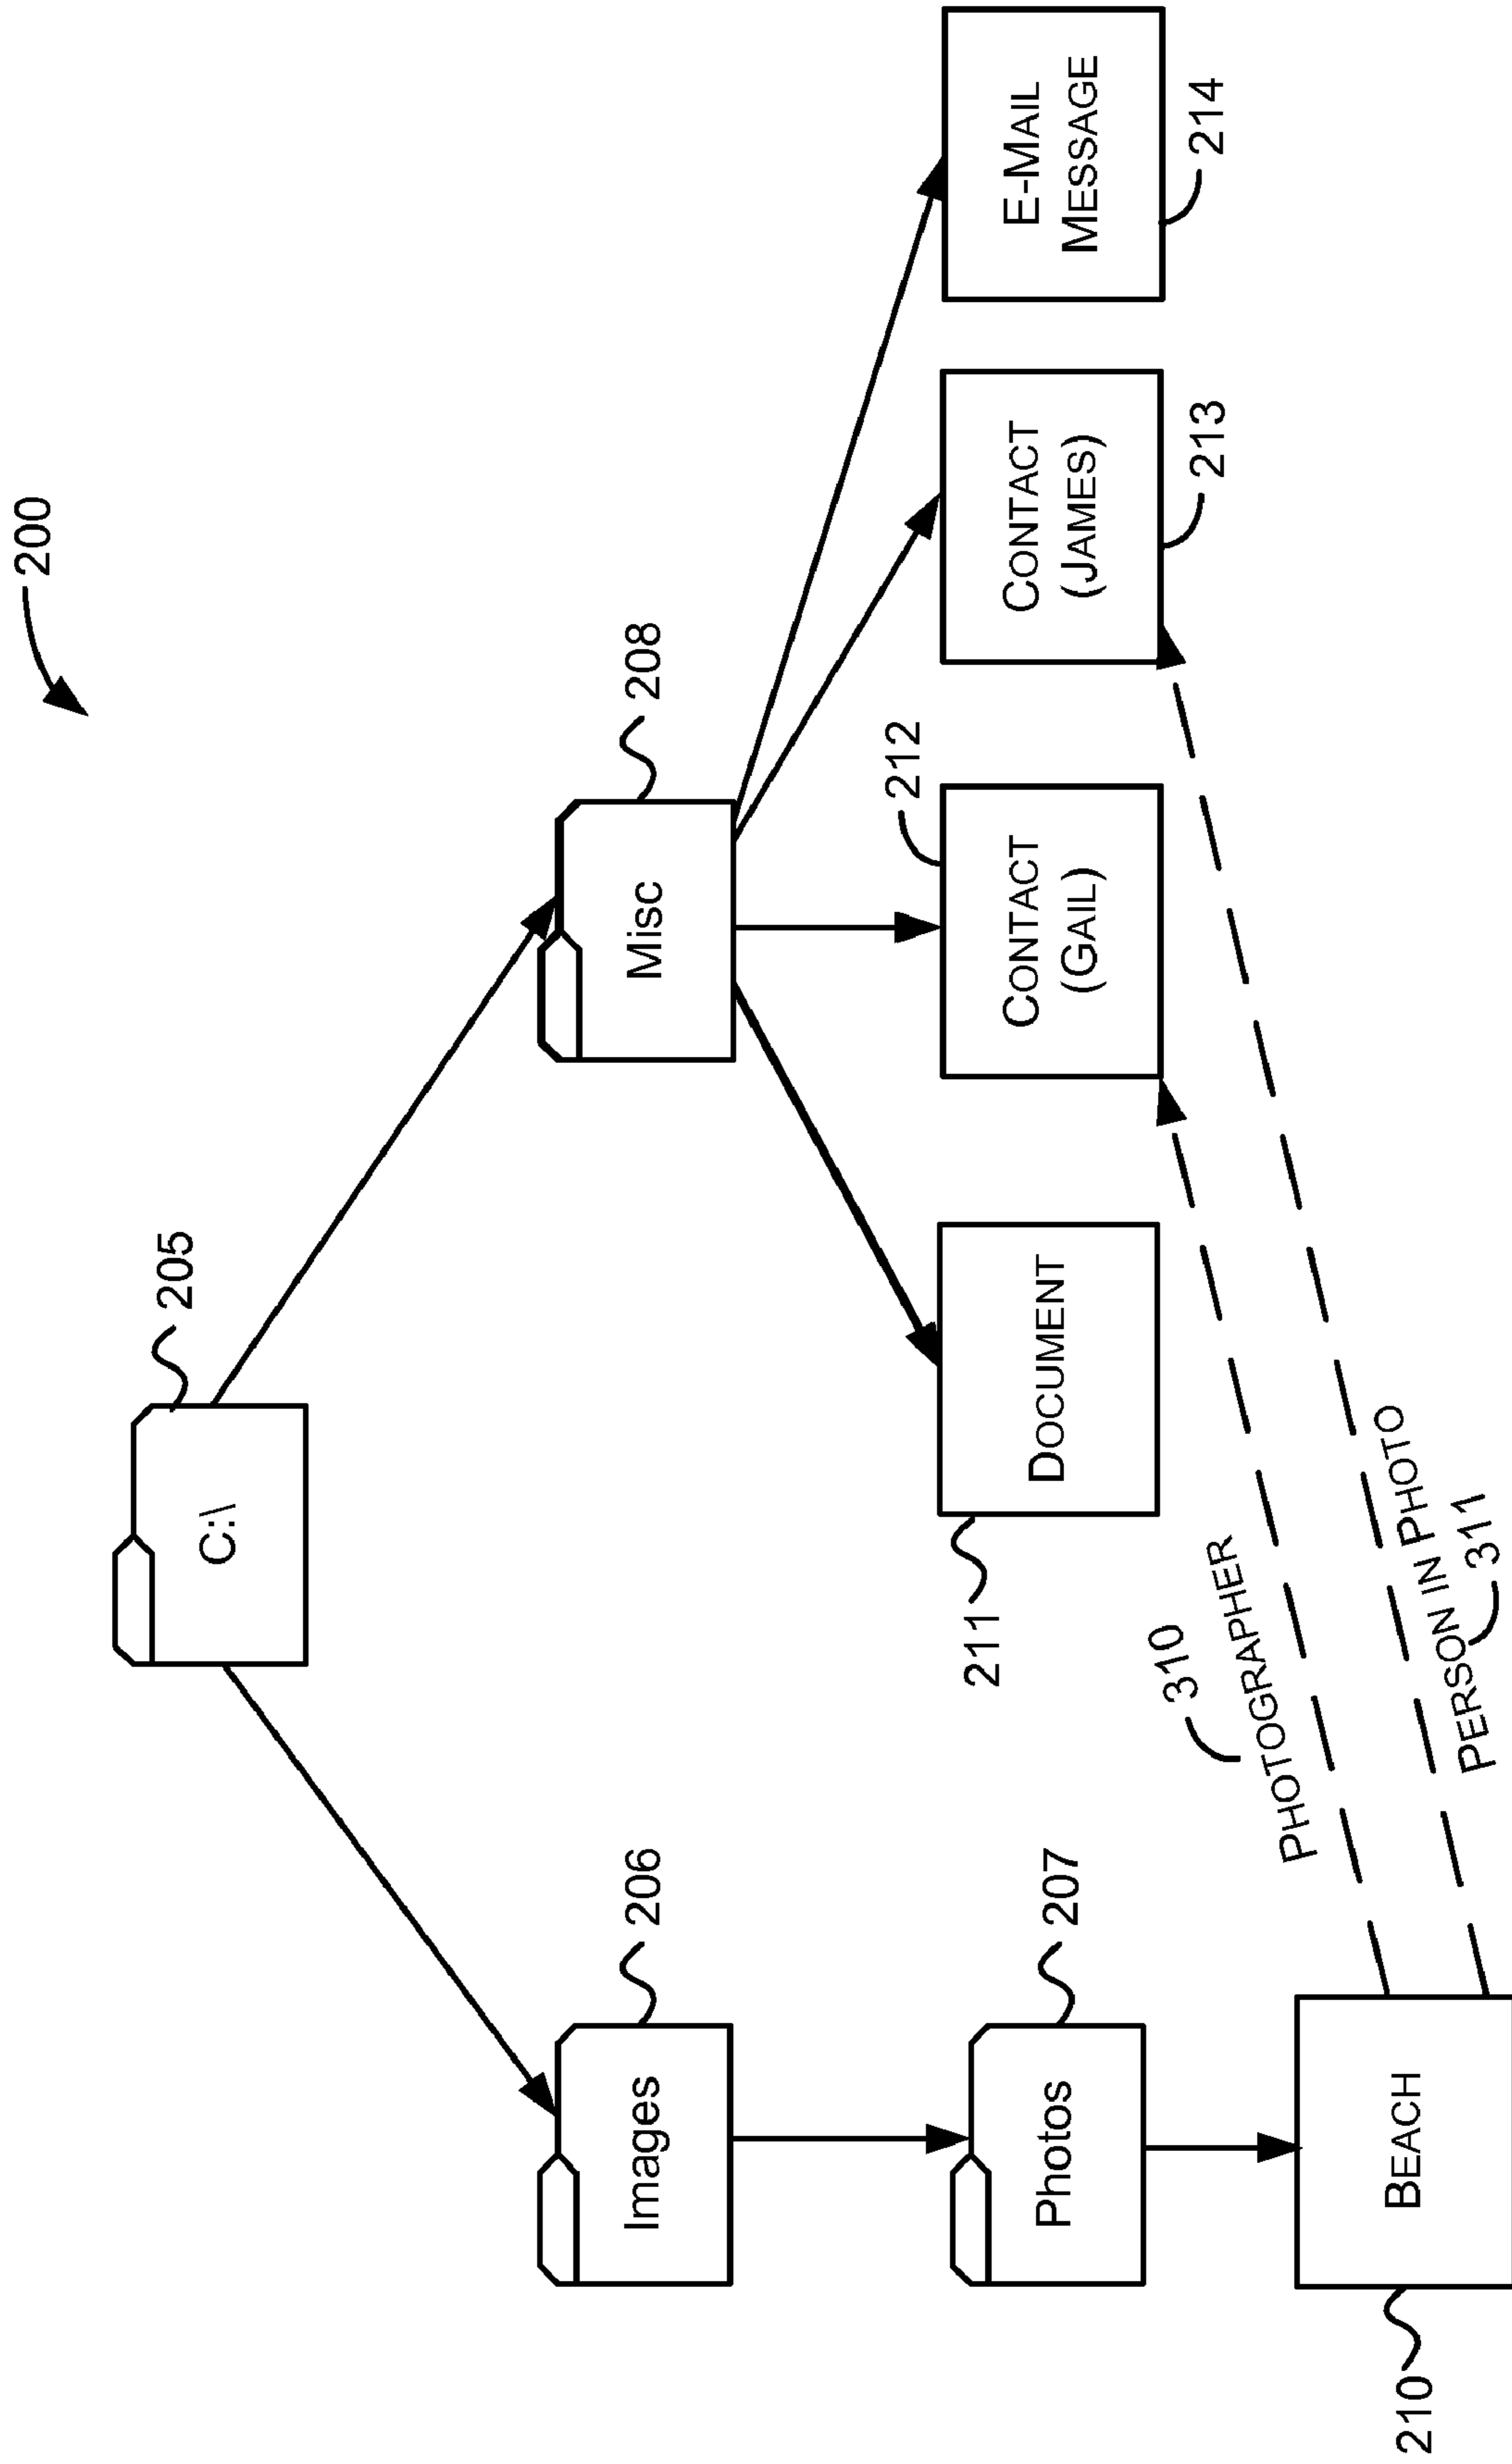 200
205
C:\
206
Images
208
Misc
207
Photos
212
211
DOCUMENT
CONTACT
(GAIL)
CONTACT
(JAMES)
E-MAIL
MESSAGE
213
214
310
PHOTOGRAPHER
210
BEACH
PERSON IN PHOTO
311